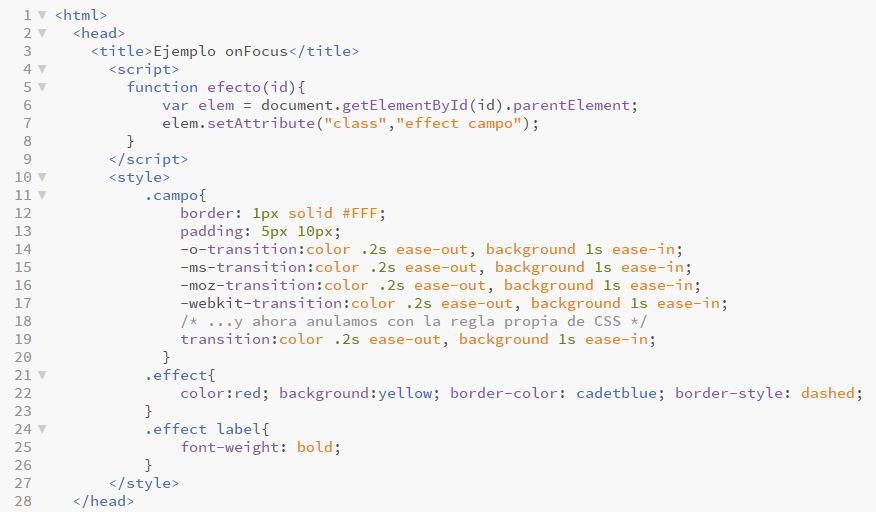 1 <html>
2 <head>
3 <title>Ejemplo onFocus</title>
4 <script>
5 function efecto(id){
6 var elem = document.getElementById(id).parentElement;
7 elem.setAttribute("class","effect campo");
8 }
9 </script>
10 <style>
11 .campo{
12 border: 1px solid #FFF;
13 padding: 5px 10px;
14 -o-transition:color .2s ease-out, background 1s ease-in;
15 -ms-transition:color .2s ease-out, background 1s ease-in;
16 -moz-transition:color .2s ease-out, background 1s ease-in;
17 -webkit-transition:color .2s ease-out, background 1s ease-in;
18 /* ...y ahora anulamos con la regla propia de CSS */
19 transition:color .2s ease-out, background 1s ease-in;
20 }
21 .effect{
22 color:red; background:yellow; border-color: cadetblue; border-style: dashed;
23 }
24 .effect label{
25 font-weight: bold;
26 }
27 </style>
28 </head>